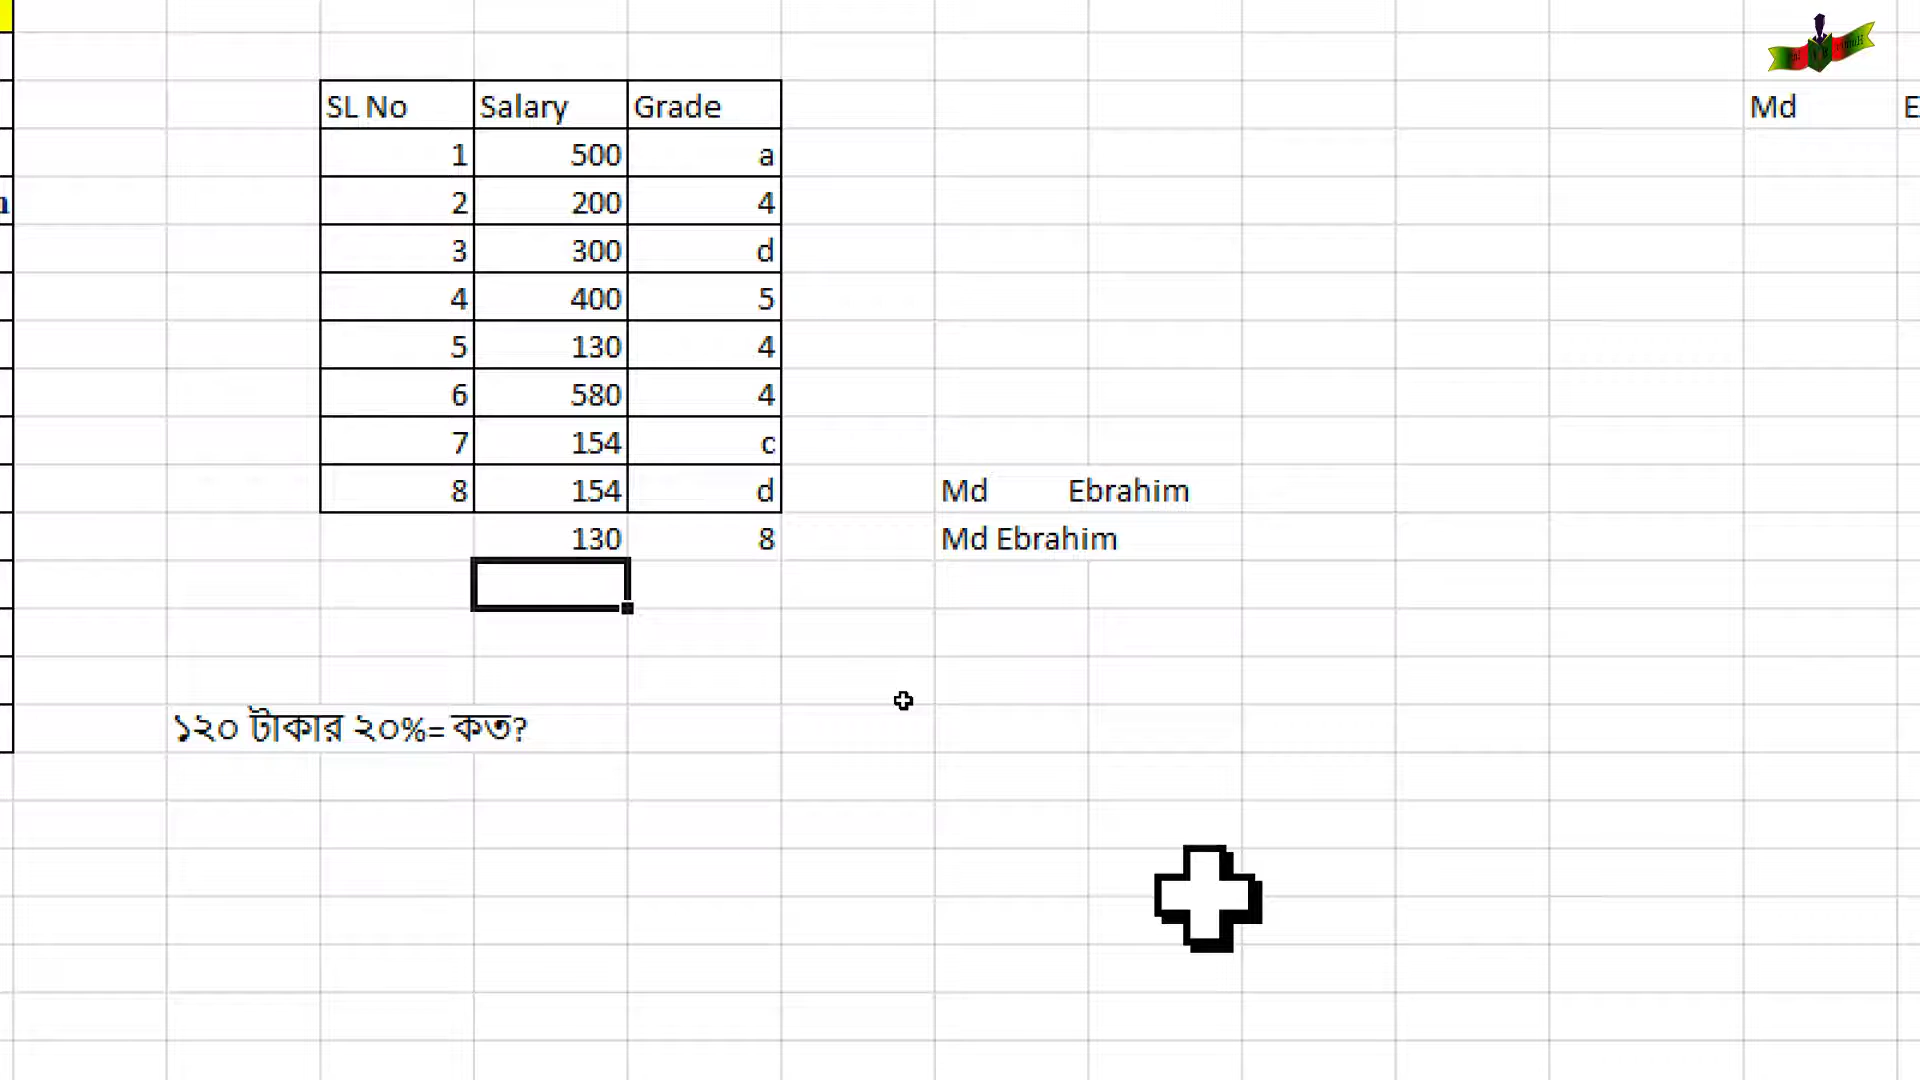 SL No Salary Grade
Md E
1 500 a
2 200 4
3 300 d
4 400 5
5 130 4
6 580 4
7 154 c
8 154 d
Md Ebrahim
130 8
Md Ebrahim
১২০ টাকার ২০%= কত?